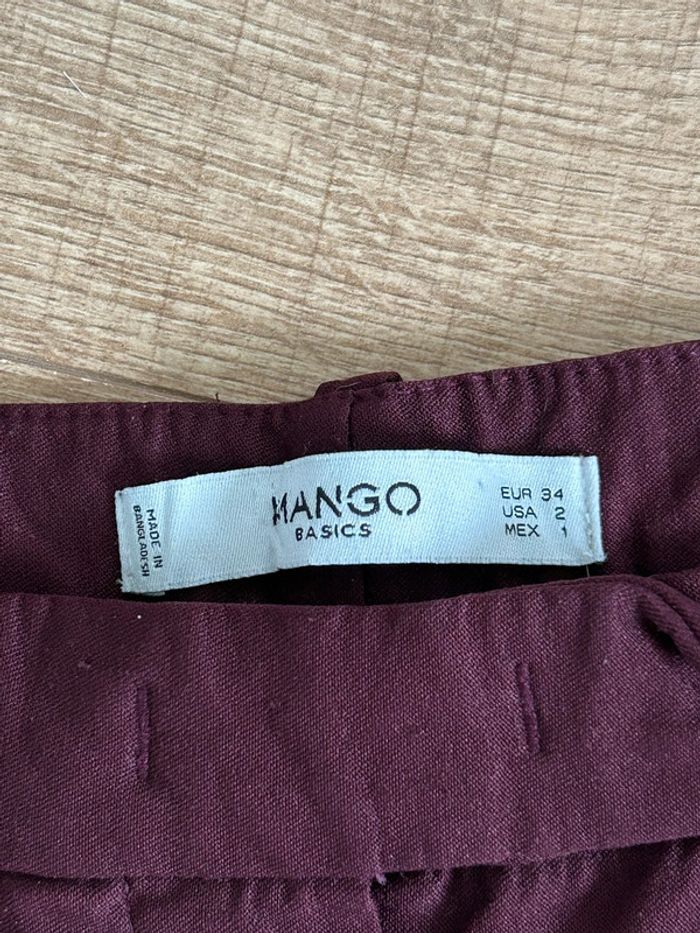 MADE IN
BANGLADESH
MANGO
BASICS
EUR 34
USA 2
MEX 1